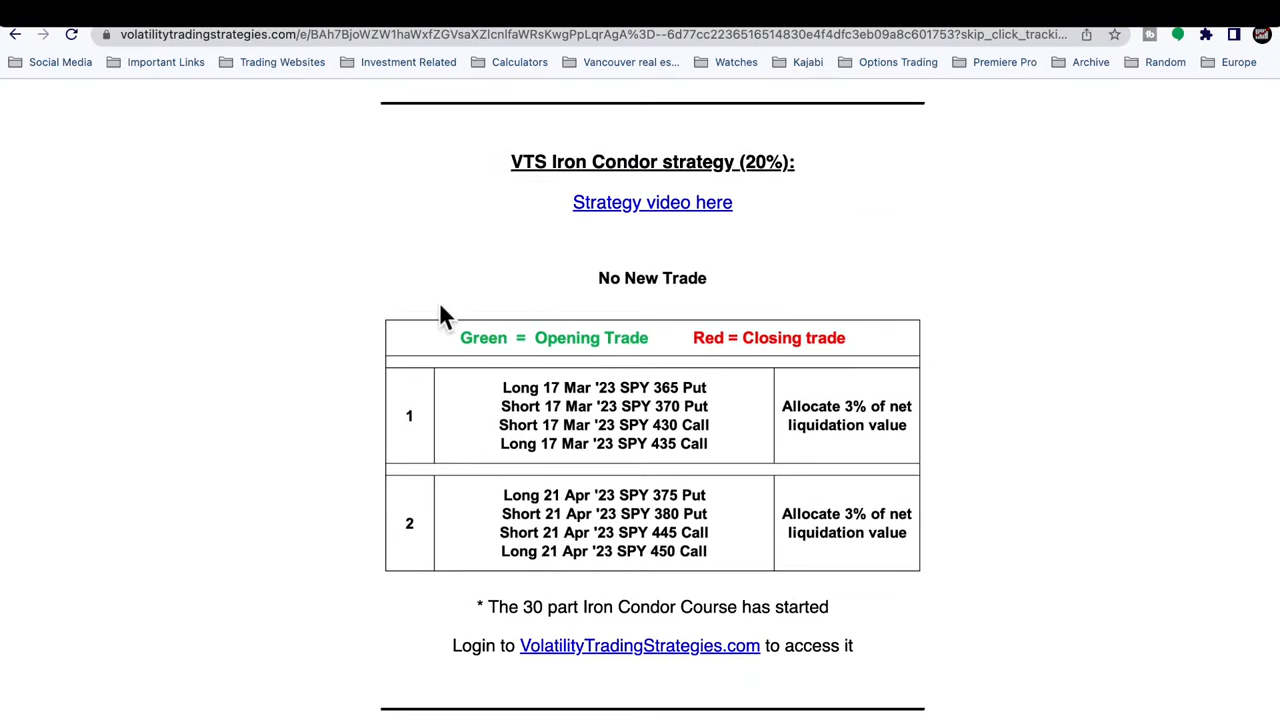 volatilitytradingstrategies.com/e/BAh7BjoWZW1haWxfZGVsaXZlcnlfaWRsKwgPpLqrAgA%3D--6d77cc2236516514830e4f4dfc3eb09a8c601753?skip_click_tracki...
Social Media Important Links Trading Websites Investment Related Calculators Vancouver real es... Watches Kajabi Options Trading Premiere Pro Archive Random Europe
VTS Iron Condor strategy (20%):
Strategy video here
No New Trade
Green = Opening Trade Red = Closing trade
Long 17 Mar '23 SPY 365 Put
Short 17 Mar '23 SPY 370 Put
1
Short 17 Mar '23 SPY 430 Call
Long 17 Mar '23 SPY 435 Call
Allocate 3% of net
liquidation value
Long 21 Apr '23 SPY 375 Put
Short 21 Apr '23 SPY 380 Put
2
Short 21 Apr '23 SPY 445 Call
Long 21 Apr '23 SPY 450 Call
Allocate 3% of net
liquidation value
* The 30 part Iron Condor Course has started
Login to VolatilityTradingStrategies.com to access it